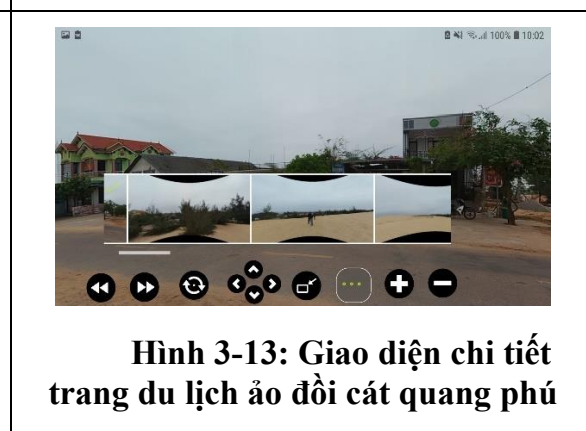 100% 10:02
Hình 3-13: Giao diện chi tiết
trang du lịch ảo đồi cát quang phú